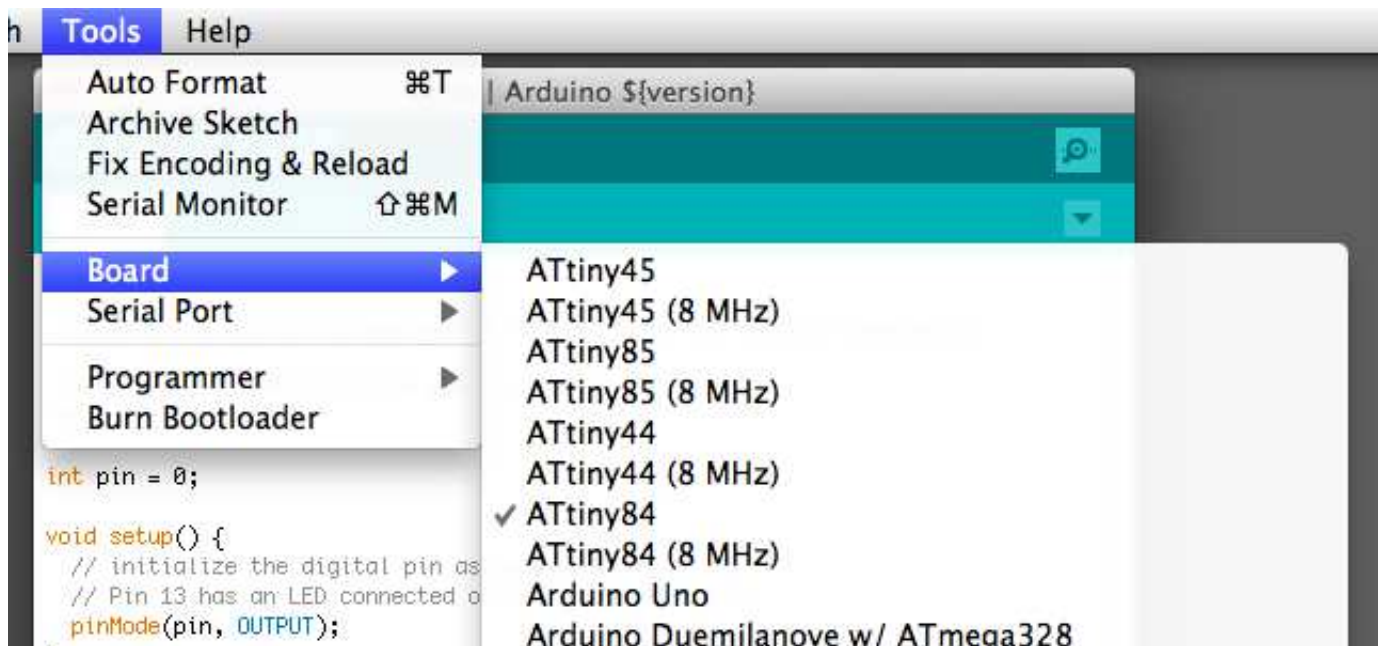 h Tools Help
Auto Format ⌘T
Archive Sketch
Fix Encoding & Reload
Serial Monitor ⇧⌘M
Board
Serial Port
Programmer
Burn Bootloader
| Arduino ${version}
ATtiny45
ATtiny45 (8 MHz)
ATtiny85
ATtiny85 (8 MHz)
ATtiny44
ATtiny44 (8 MHz)
✓ ATtiny84
ATtiny84 (8 MHz)
Arduino Uno
Arduino Duemilanove w/ ATmega328
int pin = 0;
void setup() {
// initialize the digital pin as
// Pin 13 has an LED connected o
pinMode(pin, OUTPUT);